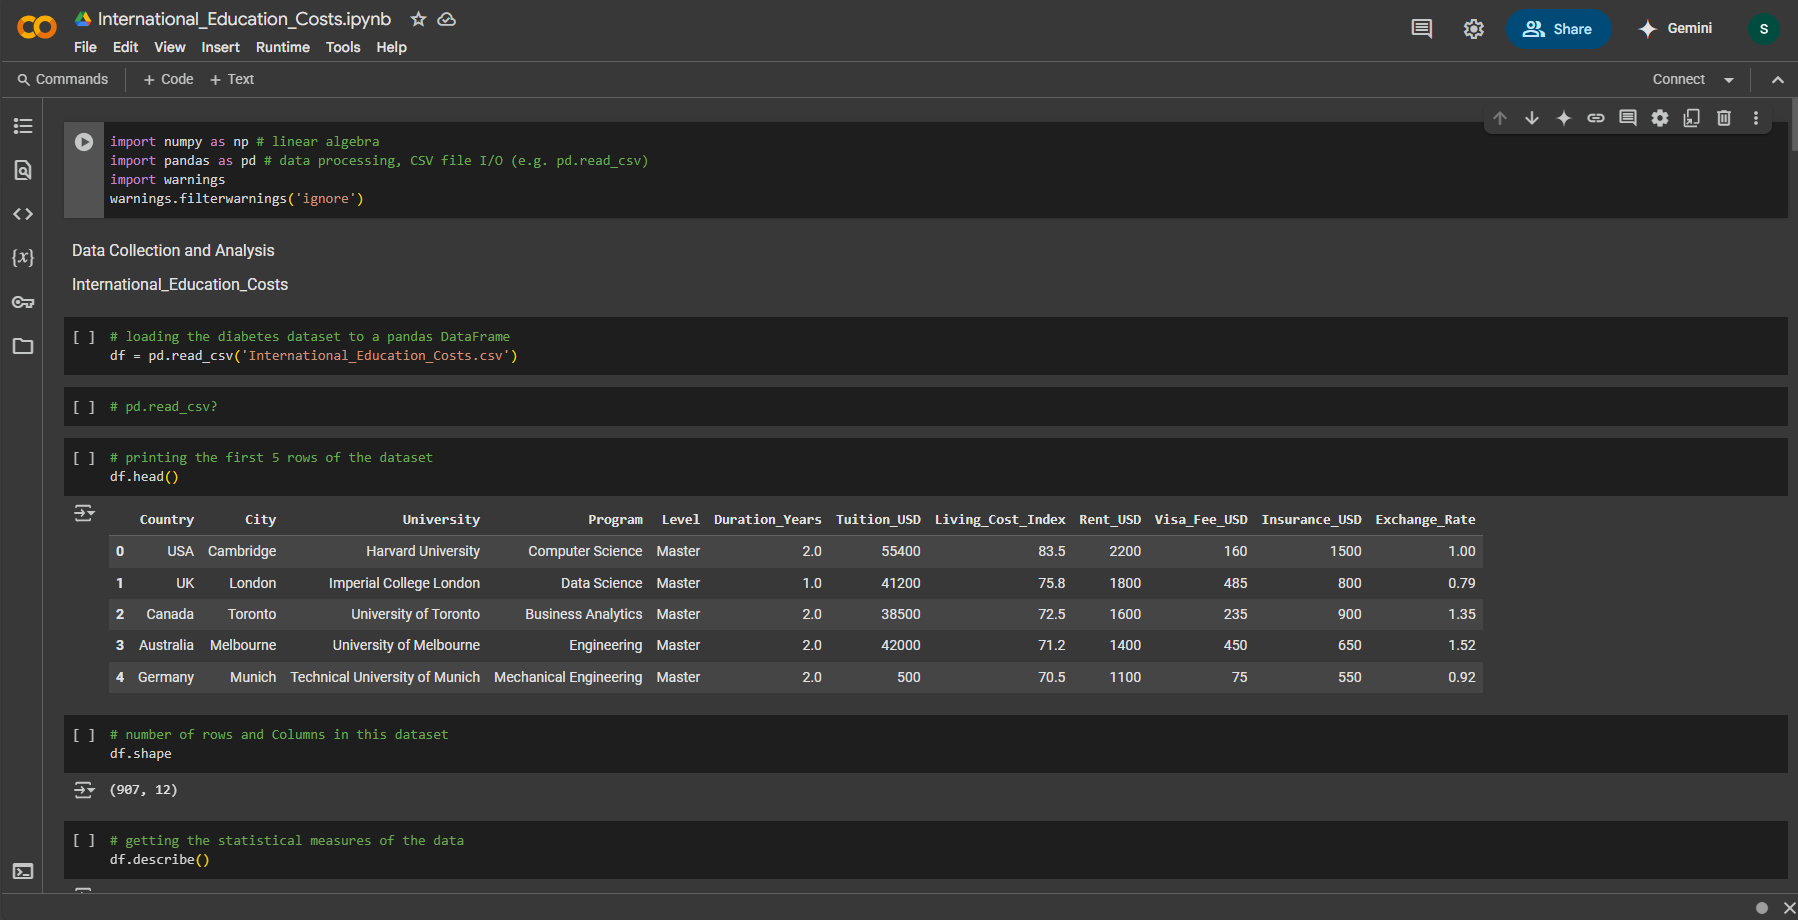 International_Education_Costs.ipynb
File Edit View Insert Runtime Tools Help
Share
Gemini
S
Commands + Code + Text
Connect
import numpy as np # linear algebra
import pandas as pd # data processing, CSV file I/O (e.g. pd.read_csv)
import warnings
warnings.filterwarnings('ignore')
Data Collection and Analysis
International_Education_Costs
[ ] # loading the diabetes dataset to a pandas DataFrame
df = pd.read_csv('International_Education_Costs.csv')
[ ] # pd.read_csv?
[ ] # printing the first 5 rows of the dataset
df.head()
Country City University Program Level Duration_Years Tuition_USD Living_Cost_Index Rent_USD Visa_Fee_USD Insurance_USD Exchange_Rate
0 USA Cambridge Harvard University Computer Science Master 2.0 55400 83.5 2200 160 1500 1.00
1 UK London Imperial College London Data Science Master 1.0 41200 75.8 1800 485 800 0.79
2 Canada Toronto University of Toronto Business Analytics Master 2.0 38500 72.5 1600 235 900 1.35
3 Australia Melbourne University of Melbourne Engineering Master 2.0 42000 71.2 1400 450 650 1.52
4 Germany Munich Technical University of Munich Mechanical Engineering Master 2.0 500 70.5 1100 75 550 0.92
[ ] # number of rows and Columns in this dataset
df.shape
(907, 12)
[ ] # getting the statistical measures of the data
df.describe()